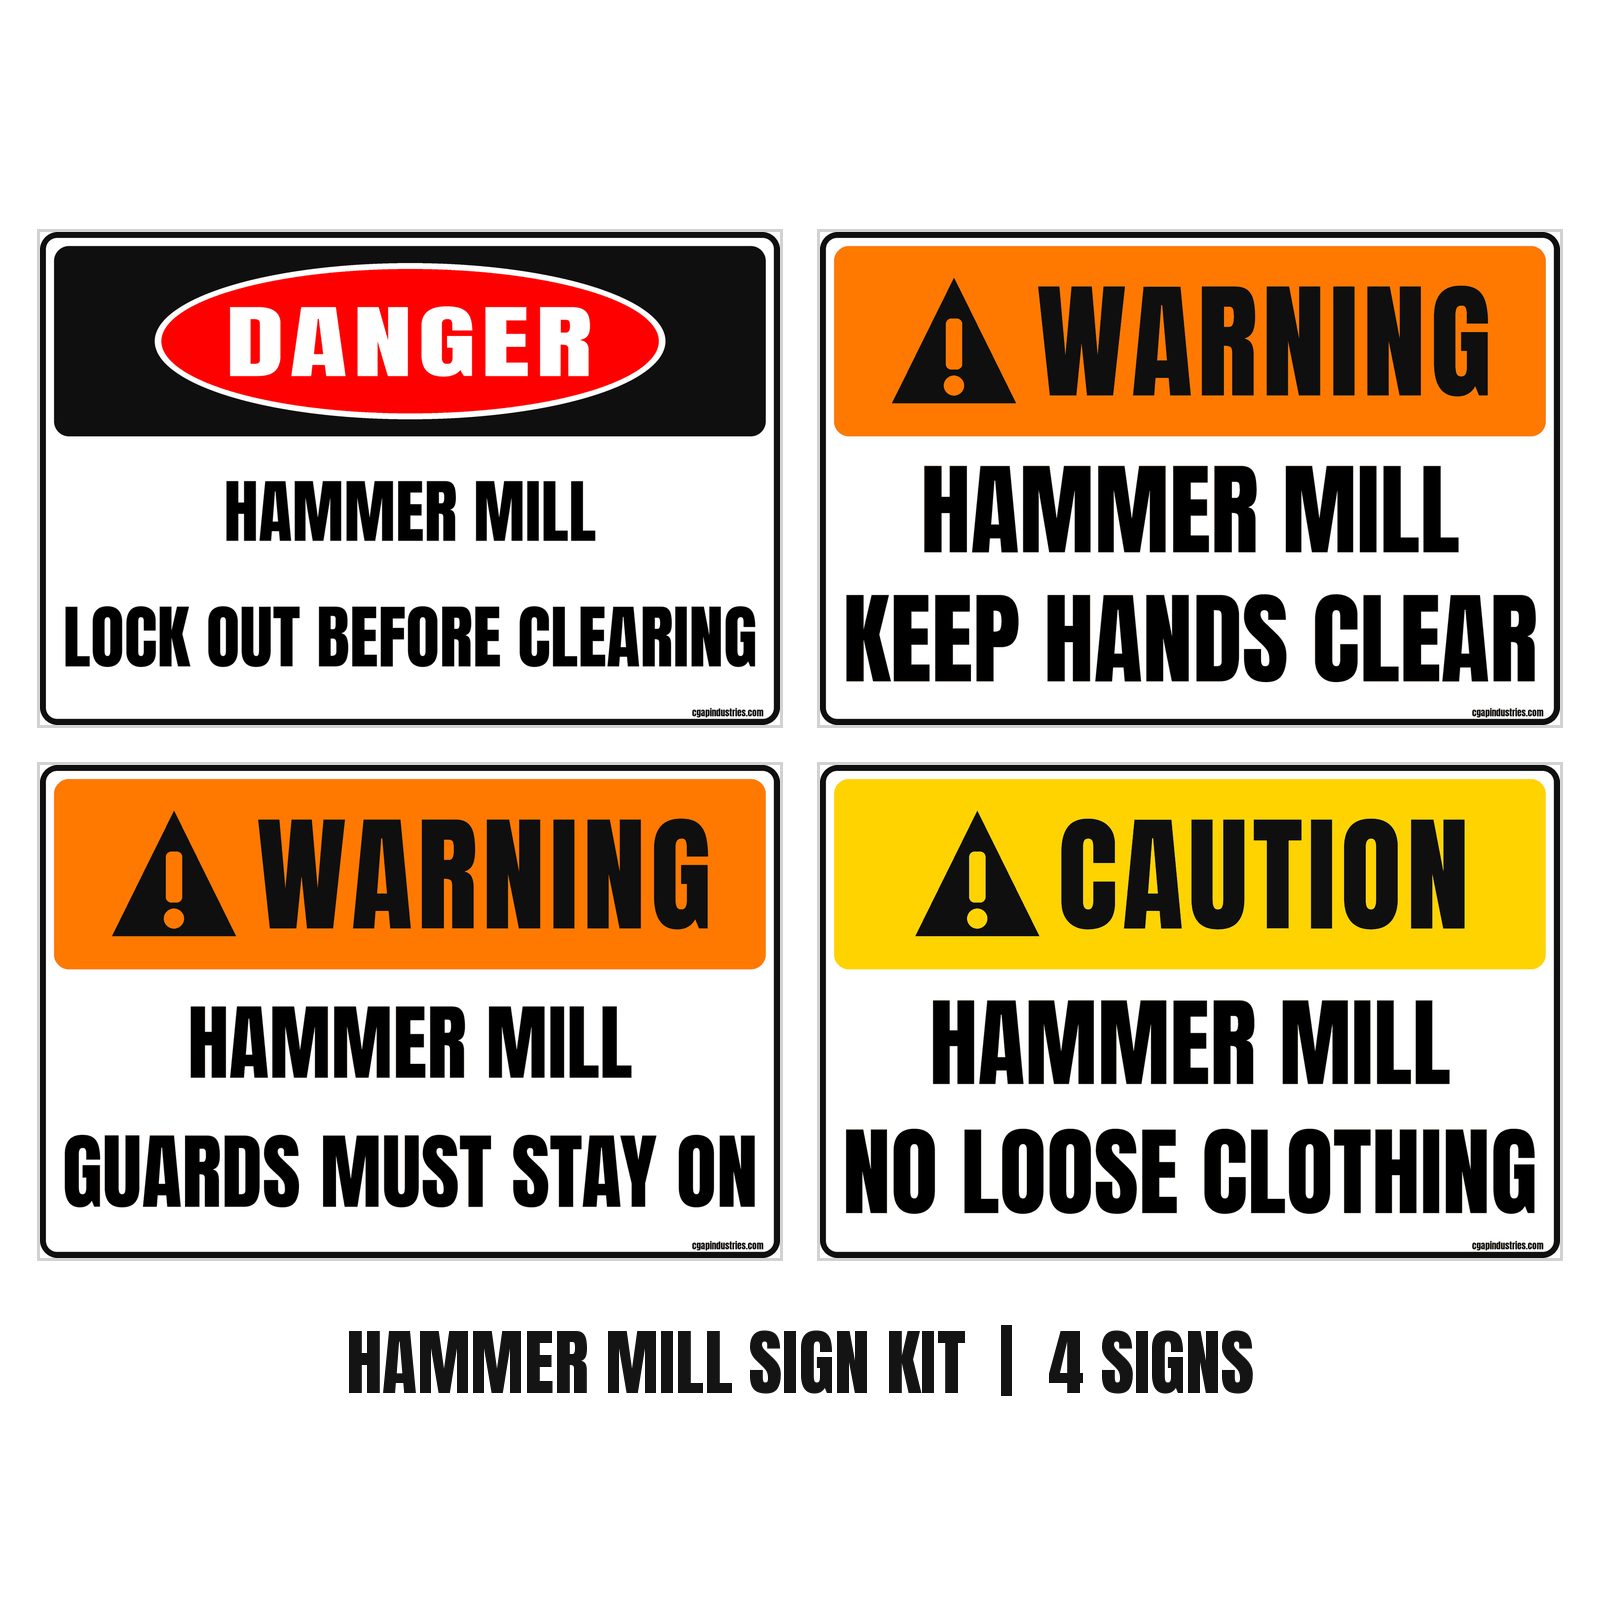 DANGER
HAMMER MILL
LOCK OUT BEFORE CLEARING
cgapindustries.com
WARNING
HAMMER MILL
KEEP HANDS CLEAR
cgapindustries.com
WARNING
HAMMER MILL
GUARDS MUST STAY ON
cgapindustries.com
CAUTION
HAMMER MILL
NO LOOSE CLOTHING
cgapindustries.com
HAMMER MILL SIGN KIT | 4 SIGNS